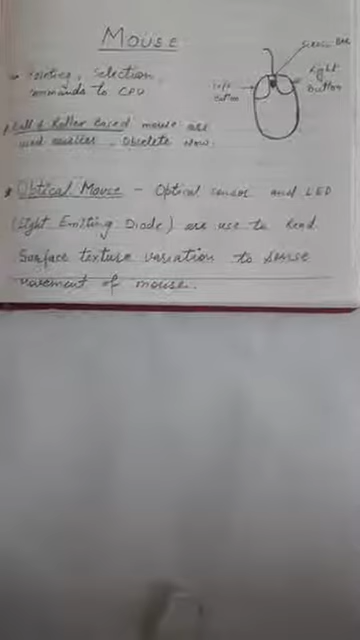 MOUSE
SCROLL BAR
Pointing, Selection,
commands to CPU
Left
button
Right
Button
Ball & Roller based mouse are
used earlier. Obsolete now.
* Optical Mouse - Optical sensor and LED
(Light Emitting Diode) are use to Read
Surface texture variation to sense
movement of mouse.